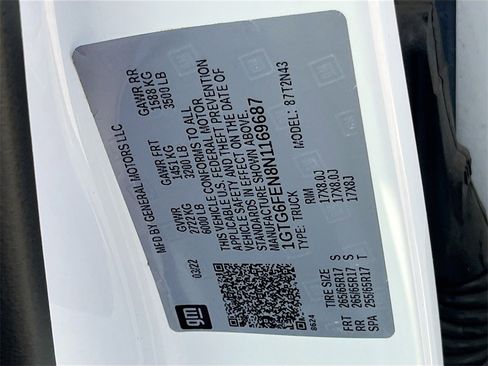 gm
MFD BY GENERAL MOTORS LLC
03/22
GVWR
2722 KG
6000 LB
GAWR FRT
1451 KG
3200 LB
GAWR RR
1588 KG
3500 LB
THIS VEHICLE CONFORMS TO ALL
APPLICABLE U.S. FEDERAL MOTOR
VEHICLE SAFETY AND THEFT PREVENTION
STANDARDS IN EFFECT ON THE DATE OF
MANUFACTURE SHOWN ABOVE.
1GTG6FEN8N1169687
TYPE: TRUCK
MODEL: 87T2N43
8624
TIRE SIZE
RIM
FRT 265/65R17 S 17X8.0J
RR 265/65R17 S 17X8.0J
SPA 255/65R17 T 17X8J